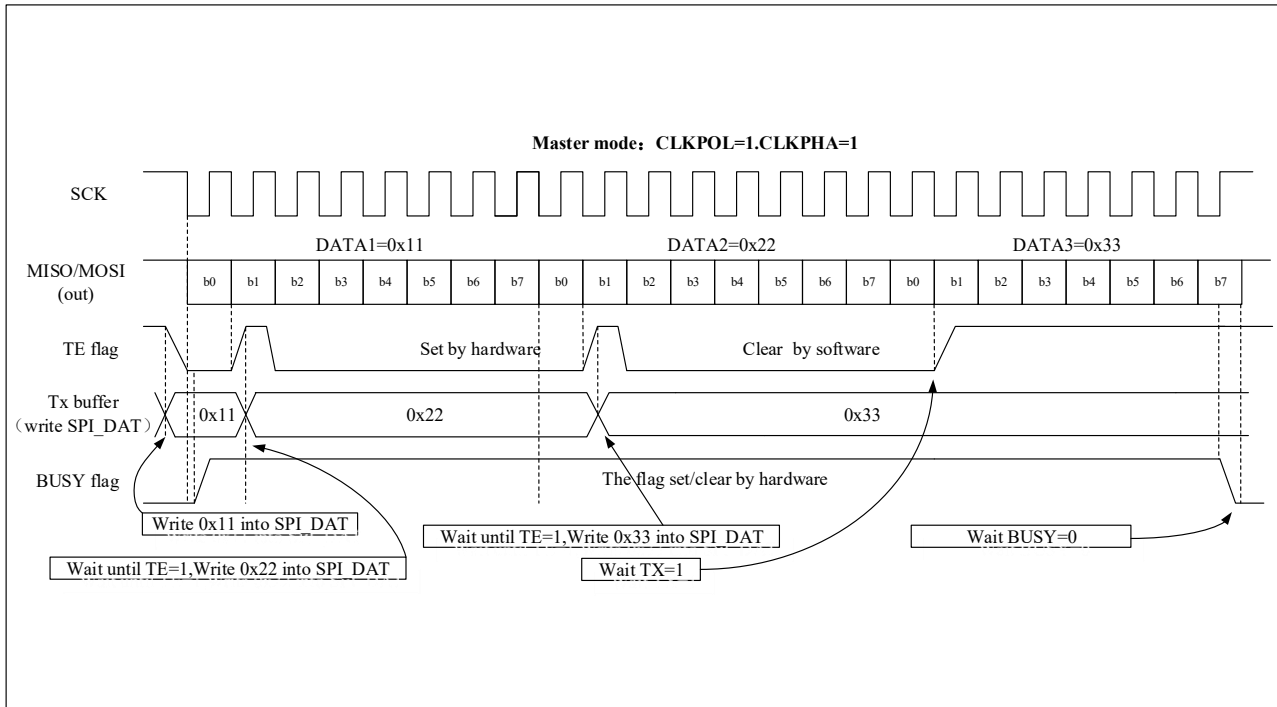 Master mode：CLKPOL=1.CLKPHA=1
SCK
DATA1=0x11 DATA2=0x22 DATA3=0x33
MISO/MOSI
(out)
b0 b1 b2 b3 b4 b5 b6 b7 b0 b1 b2 b3 b4 b5 b6 b7 b0 b1 b2 b3 b4 b5 b6 b7
TE flag Set by hardware Clear by software
Tx buffer
（write SPI_DAT）
0x11 0x22 0x33
BUSY flag The flag set/clear by hardware
Write 0x11 into SPI_DAT
Wait until TE=1,Write 0x33 into SPI_DAT
Wait BUSY=0
Wait until TE=1,Write 0x22 into SPI_DAT
Wait TX=1